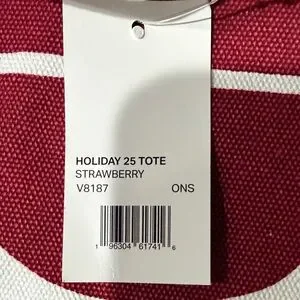 HOLIDAY 25 TOTE
STRAWBERRY
V8187 ONS
1 96304 61741 6